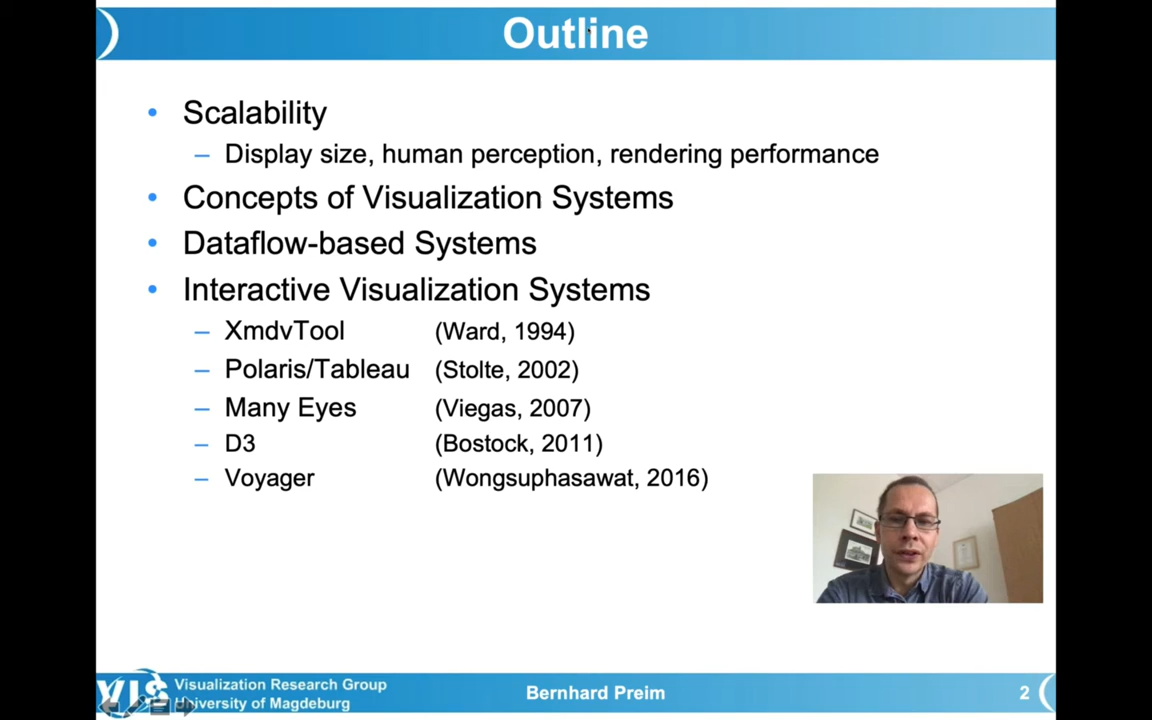 Outline
• Scalability
– Display size, human perception, rendering performance
• Concepts of Visualization Systems
• Dataflow-based Systems
• Interactive Visualization Systems
– XmdvTool (Ward, 1994)
– Polaris/Tableau (Stolte, 2002)
– Many Eyes (Viegas, 2007)
– D3 (Bostock, 2011)
– Voyager (Wongsuphasawat, 2016)
VIS
Visualization Research Group
University of Magdeburg
Bernhard Preim
2